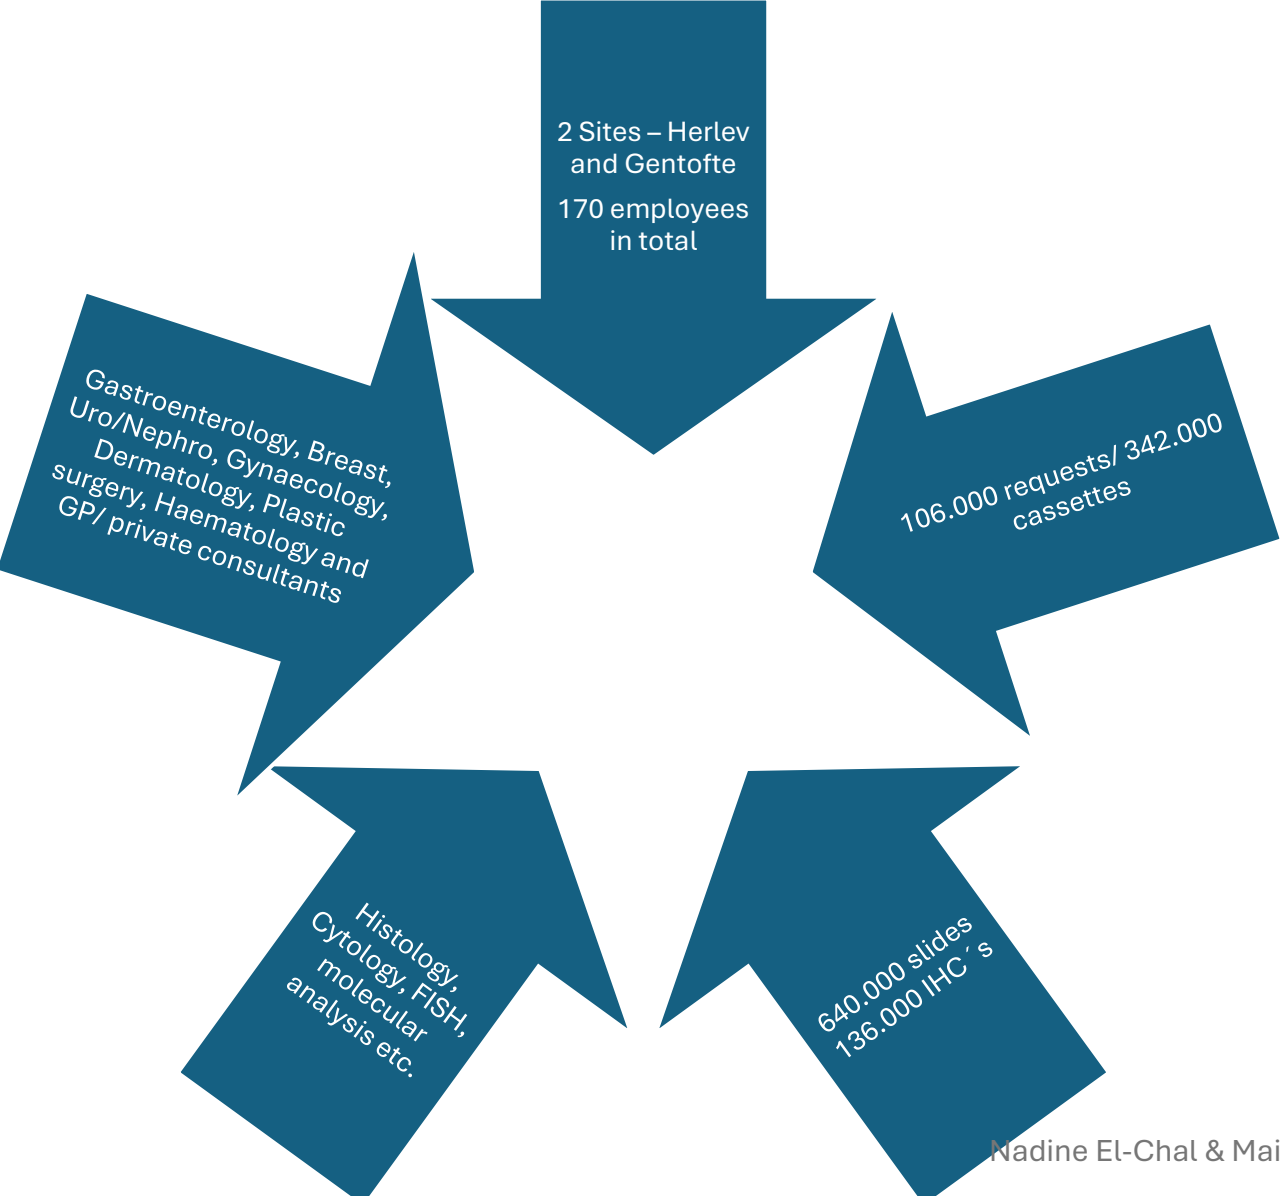 2 Sites – Herlev
and Gentofte
170 employees
in total
Gastroenterology, Breast,
Uro/Nephro, Gynaecology,
Dermatology, Plastic
surgery, Haematology and
GP/ private consultants
106.000 requests/ 342.000
cassettes
Histology,
Cytology, FISH,
molecular
analysis etc.
640.000 slides
136.000 IHC´s
Nadine El-Chal & Mai